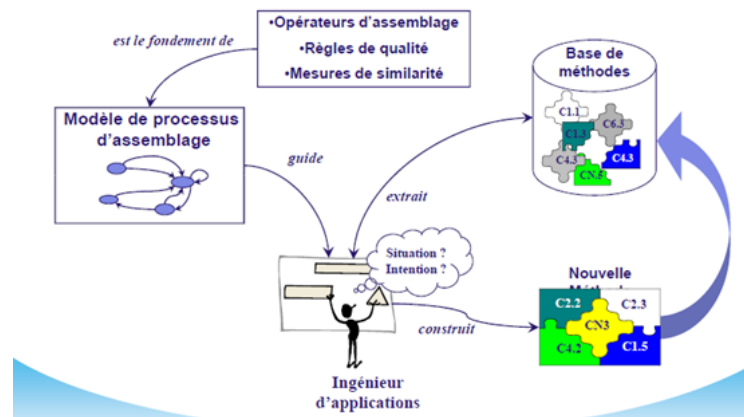 •Opérateurs d'assemblage
•Règles de qualité
•Mesures de similarité
est le fondement de
Modèle de processus
d'assemblage
guide
Base de
méthodes
C1.1
C6.3
C1.3
C4.3
C4.3
CN.5
extrait
Situation ?
Intention ?
construit
Ingénieur
d'applications
Nouvelle
C2.2
C2.3
CN3
C4.2
C1.5